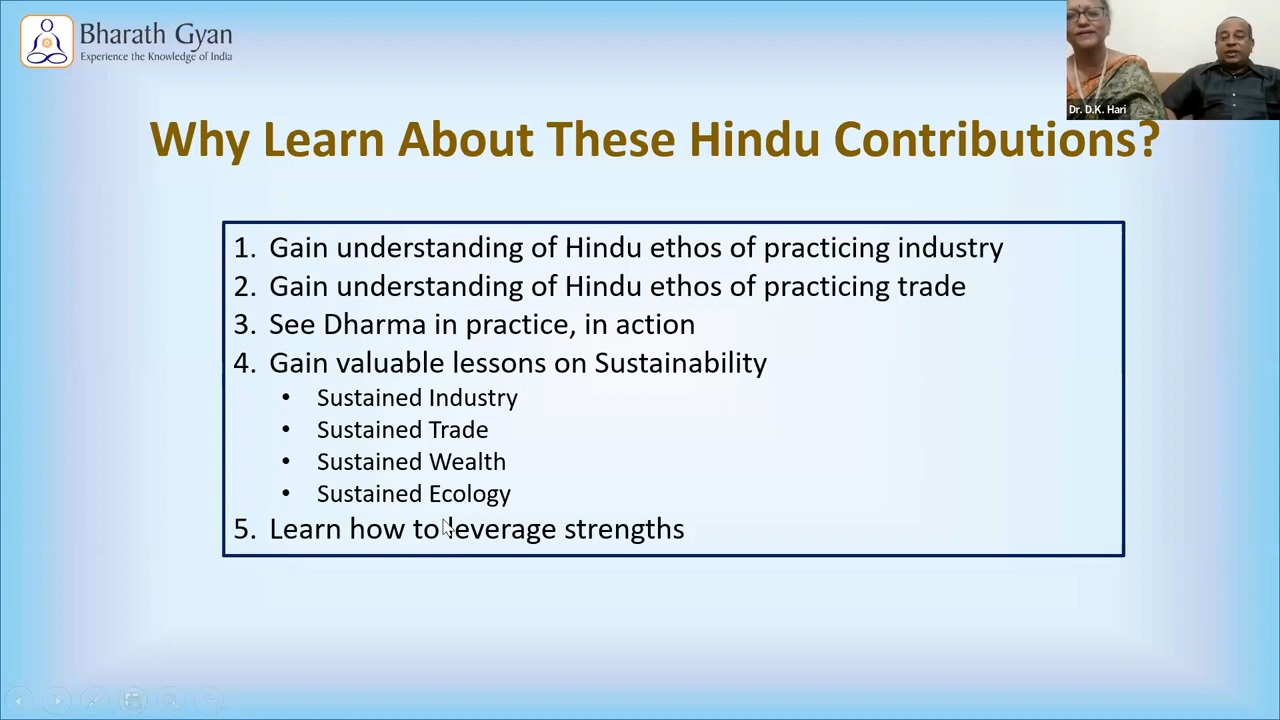 Bharath Gyan
Experience the Knowledge of India
Dr. D.K. Hari
Why Learn About These Hindu Contributions?
1. Gain understanding of Hindu ethos of practicing industry
2. Gain understanding of Hindu ethos of practicing trade
3. See Dharma in practice, in action
4. Gain valuable lessons on Sustainability
• Sustained Industry
• Sustained Trade
• Sustained Wealth
• Sustained Ecology
5. Learn how to leverage strengths